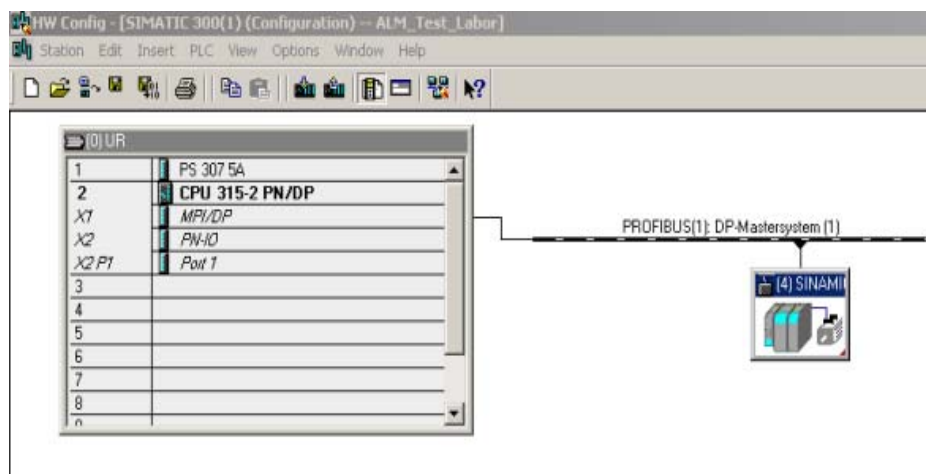 HW Config - [SIMATIC 300(1) (Configuration) -- ALM_Test_Labor]
Station Edit Insert PLC View Options Window Help
(0) UR
1 PS 307 5A
2 CPU 315-2 PN/DP
X1 MPI/DP
X2 PN-IO
X2 P1 Port 1
3
4
5
6
7
8
PROFIBUS(1): DP-Mastersystem (1)
(4) SINAMI